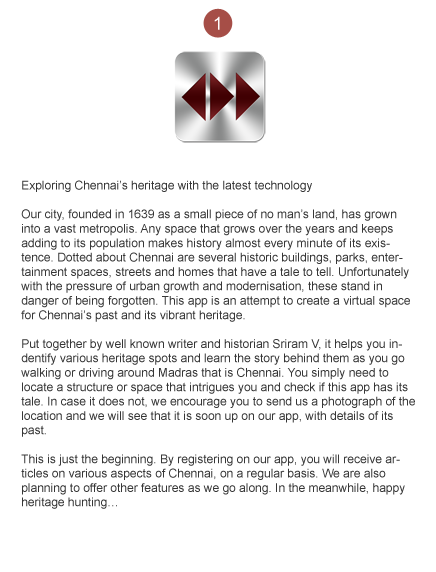 1
Exploring Chennai's heritage with the latest technology
Our city, founded in 1639 as a small piece of no man's land, has grown
into a vast metropolis. Any space that grows over the years and keeps
adding to its population makes history almost every minute of its exis-
tence. Dotted about Chennai are several historic buildings, parks, enter-
tainment spaces, streets and homes that have a tale to tell. Unfortunately
with the pressure of urban growth and modernisation, these stand in
danger of being forgotten. This app is an attempt to create a virtual space
for Chennai's past and its vibrant heritage.
Put together by well known writer and historian Sriram V, it helps you in-
dentify various heritage spots and learn the story behind them as you go
walking or driving around Madras that is Chennai. You simply need to
locate a structure or space that intrigues you and check if this app has its
tale. In case it does not, we encourage you to send us a photograph of the
location and we will see that it is soon up on our app, with details of its
past.
This is just the beginning. By registering on our app, you will receive ar-
ticles on various aspects of Chennai, on a regular basis. We are also
planning to offer other features as we go along. In the meanwhile, happy
heritage hunting...